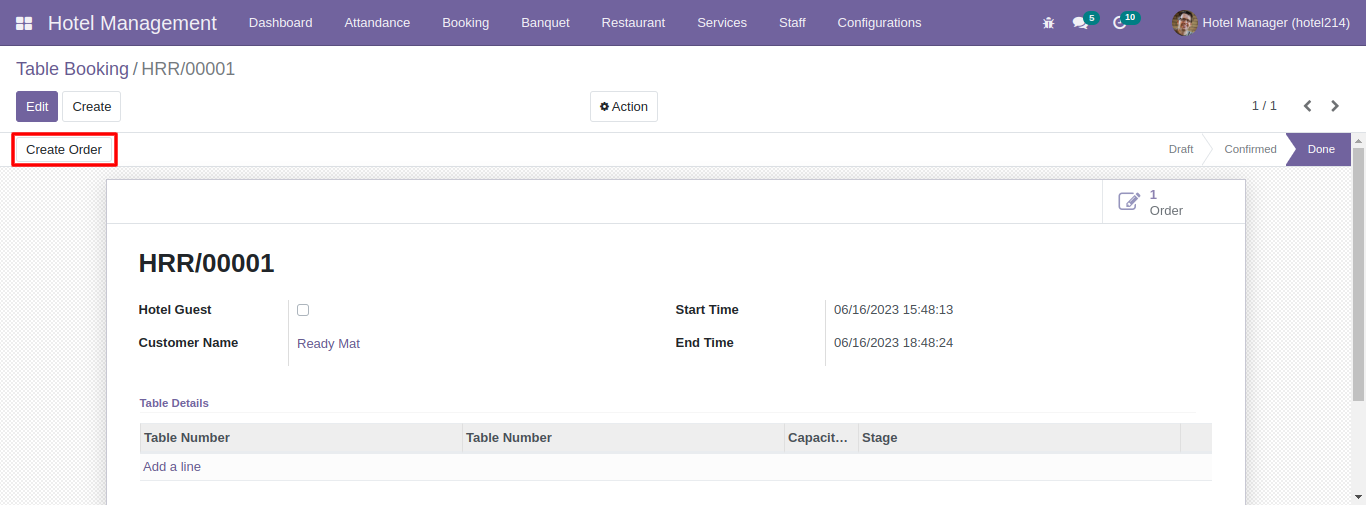 Hotel Management Dashboard Attendance Booking Banquet Restaurant Services Staff Configurations 5 10 Hotel Manager (hotel214)
Table Booking / HRR/00001
Edit Create Action 1 / 1
Create Order Draft Confirmed Done
1
Order
HRR/00001
Hotel Guest Start Time 06/16/2023 15:48:13
Customer Name Ready Mat End Time 06/16/2023 18:48:24
Table Details
Table Number Table Number Capacit... Stage
Add a line